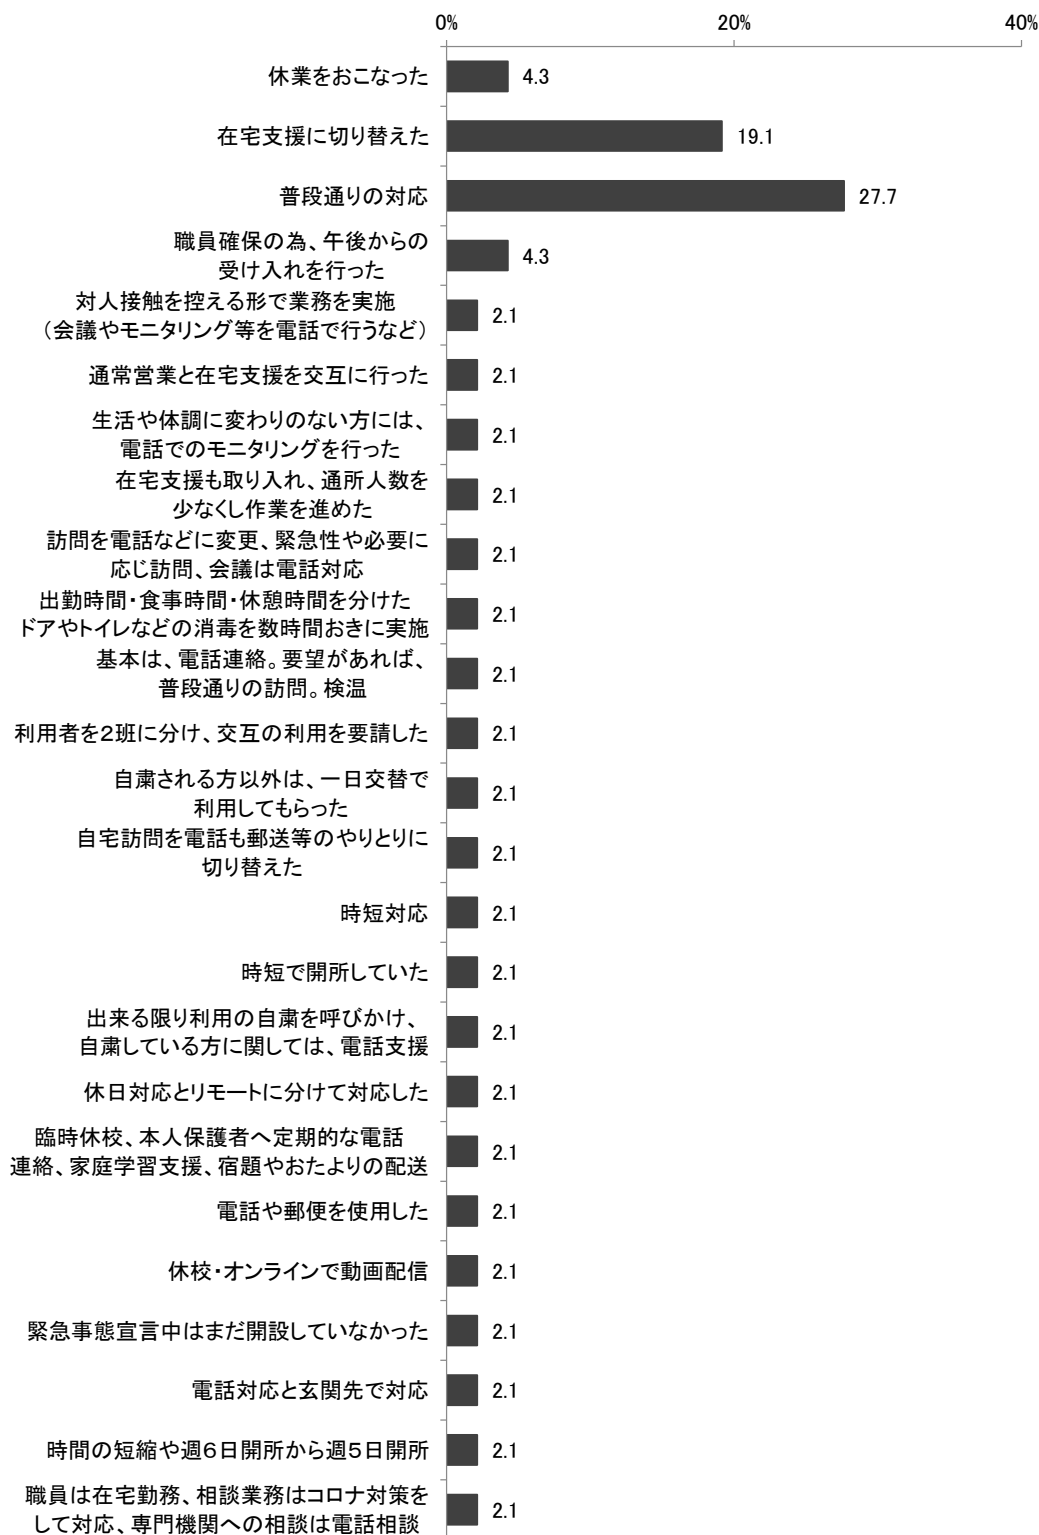 0%
20%
40%
休業をおこなった
4.3
在宅支援に切り替えた
19.1
普段通りの対応
27.7
職員確保の為、午後からの
受け入れを行った
4.3
対人接触を控える形で業務を実施
（会議やモニタリング等を電話で行うなど）
2.1
通常営業と在宅支援を交互に行った
2.1
生活や体調に変わりのない方には、
電話でのモニタリングを行った
2.1
在宅支援も取り入れ、通所人数を
少なくし作業を進めた
2.1
訪問を電話などに変更、緊急性や必要に
応じ訪問、会議は電話対応
2.1
出勤時間・食事時間・休憩時間を分けた
ドアやトイレなどの消毒を数時間おきに実施
2.1
基本は、電話連絡。要望があれば、
普段通りの訪問。検温
2.1
利用者を２班に分け、交互の利用を要請した
2.1
自粛される方以外は、一日交替で
利用してもらった
2.1
自宅訪問を電話も郵送等のやりとりに
切り替えた
2.1
時短対応
2.1
時短で開所していた
2.1
出来る限り利用の自粛を呼びかけ、
自粛している方に関しては、電話支援
2.1
休日対応とリモートに分けて対応した
2.1
臨時休校、本人保護者へ定期的な電話
連絡、家庭学習支援、宿題やおたよりの配送
2.1
電話や郵便を使用した
2.1
休校・オンラインで動画配信
2.1
緊急事態宣言中はまだ開設していなかった
2.1
電話対応と玄関先で対応
2.1
時間の短縮や週６日開所から週５日開所
2.1
職員は在宅勤務、相談業務はコロナ対策を
して対応、専門機関への相談は電話相談
2.1